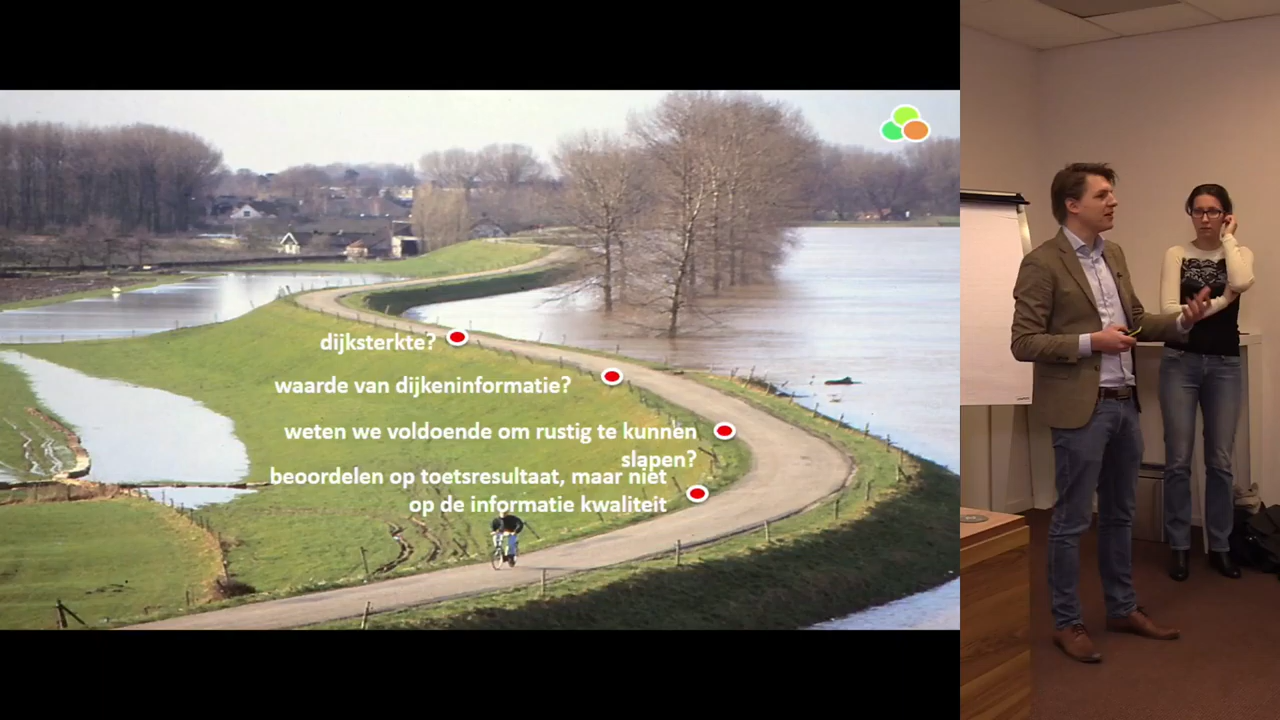 dijksterkte?
waarde van dijkeninformatie?
weten we voldoende om rustig te kunnen
slapen?
beoordelen op toetsresultaat, maar niet
op de informatie kwaliteit